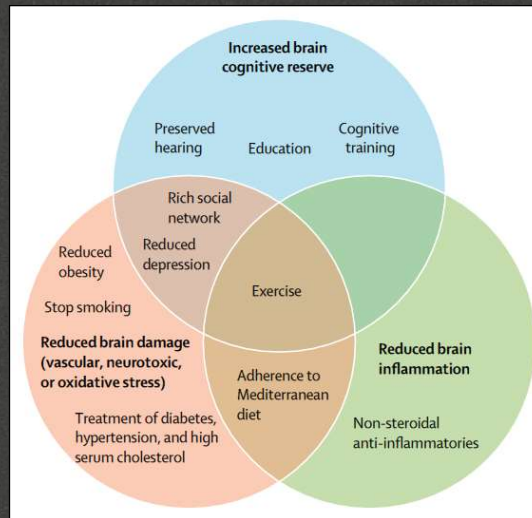 Increased brain
cognitive reserve
Preserved
hearing
Education
Cognitive
training
Rich social
network
Reduced
depression
Reduced
obesity
Stop smoking
Exercise
Reduced brain damage
(vascular, neurotoxic,
or oxidative stress)
Reduced brain
inflammation
Adherence to
Mediterranean
diet
Treatment of diabetes,
hypertension, and high
serum cholesterol
Non-steroidal
anti-inflammatories